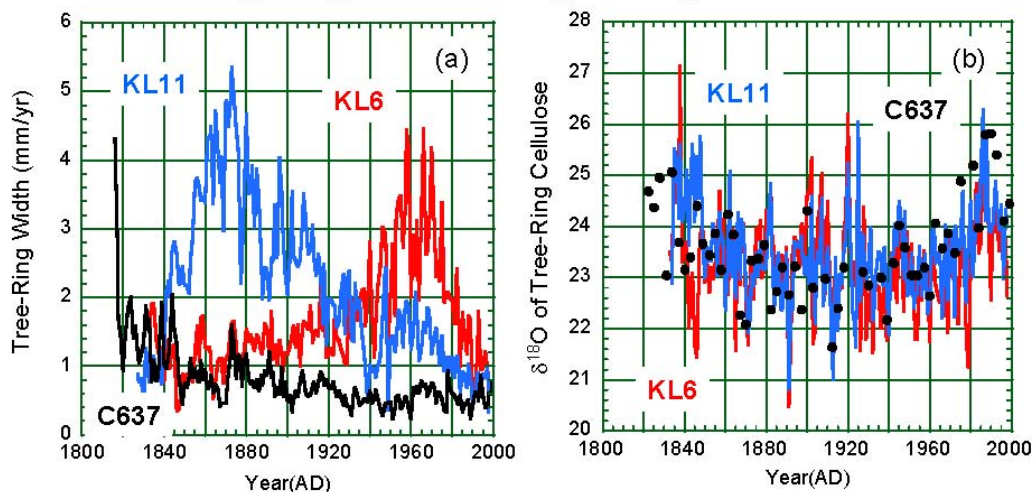 (a)
KL11
KL6
C637
Tree-Ring Width (mm/yr)
6
5
4
3
2
1
0
1800
1840
1880
1920
1960
2000
Year(AD)
(b)
KL11
C637
KL6
δ18O of Tree-Ring Cellulose
28
27
26
25
24
23
22
21
20
1800
1840
1880
1920
1960
2000
Year(AD)